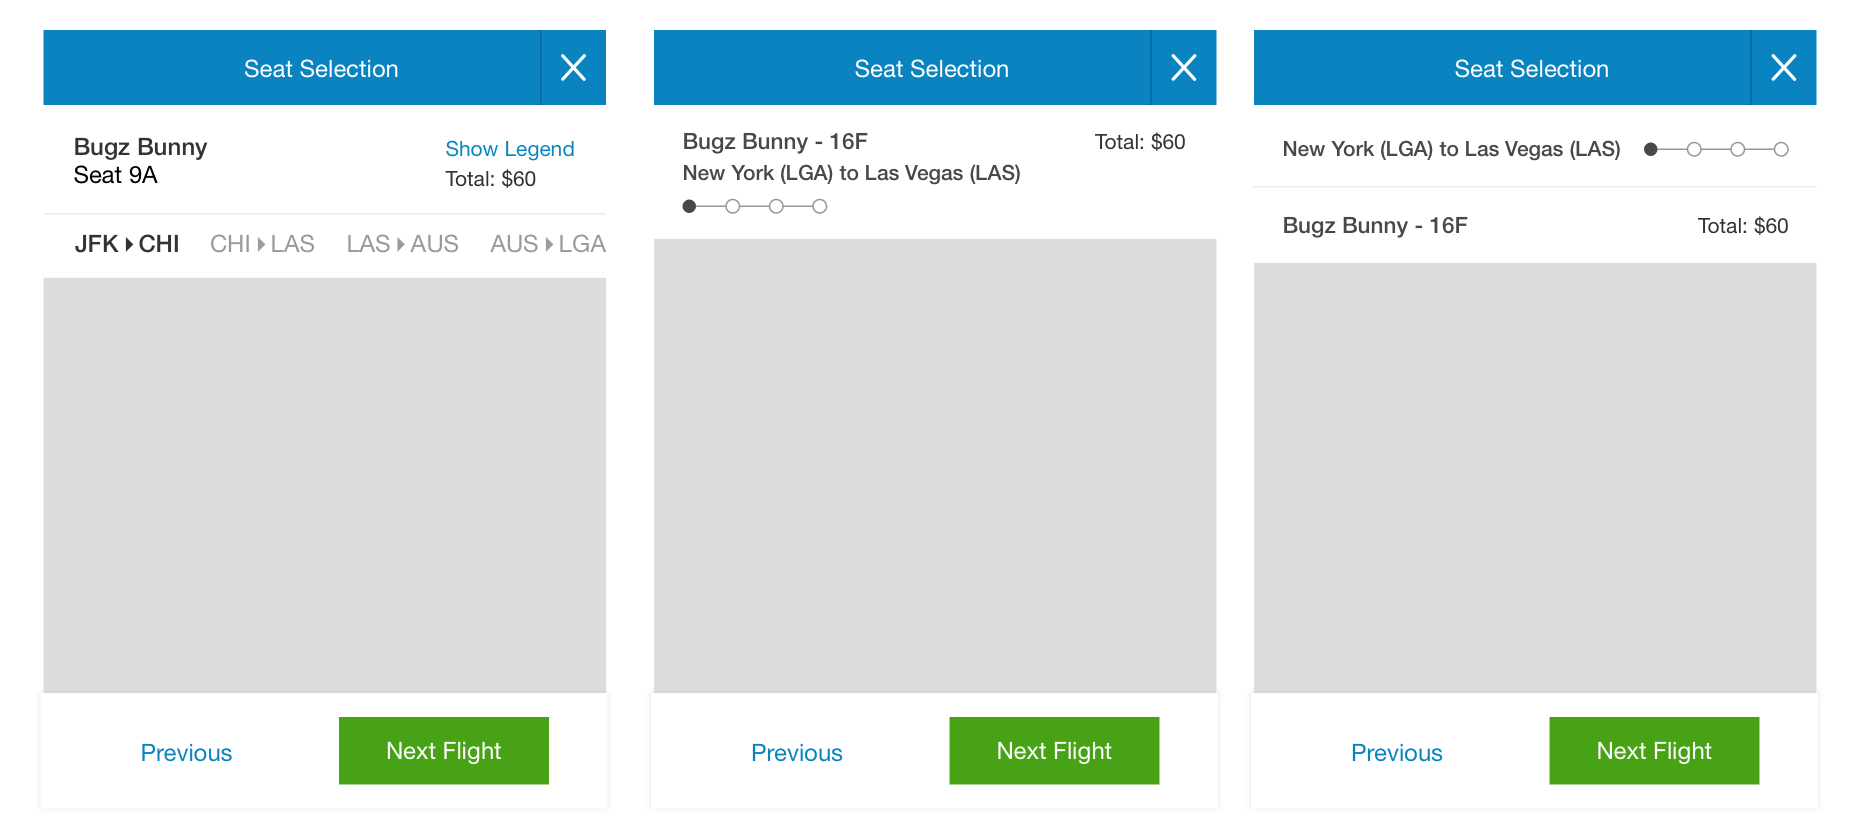 Seat Selection
Bugz Bunny
Seat 9A
Show Legend
Total: $60
JFK CHI CHI LAS LAS AUS AUS LGA
Previous
Next Flight
Seat Selection
Bugz Bunny - 16F
Total: $60
New York (LGA) to Las Vegas (LAS)
Previous
Next Flight
Seat Selection
New York (LGA) to Las Vegas (LAS)
Bugz Bunny - 16F
Total: $60
Previous
Next Flight